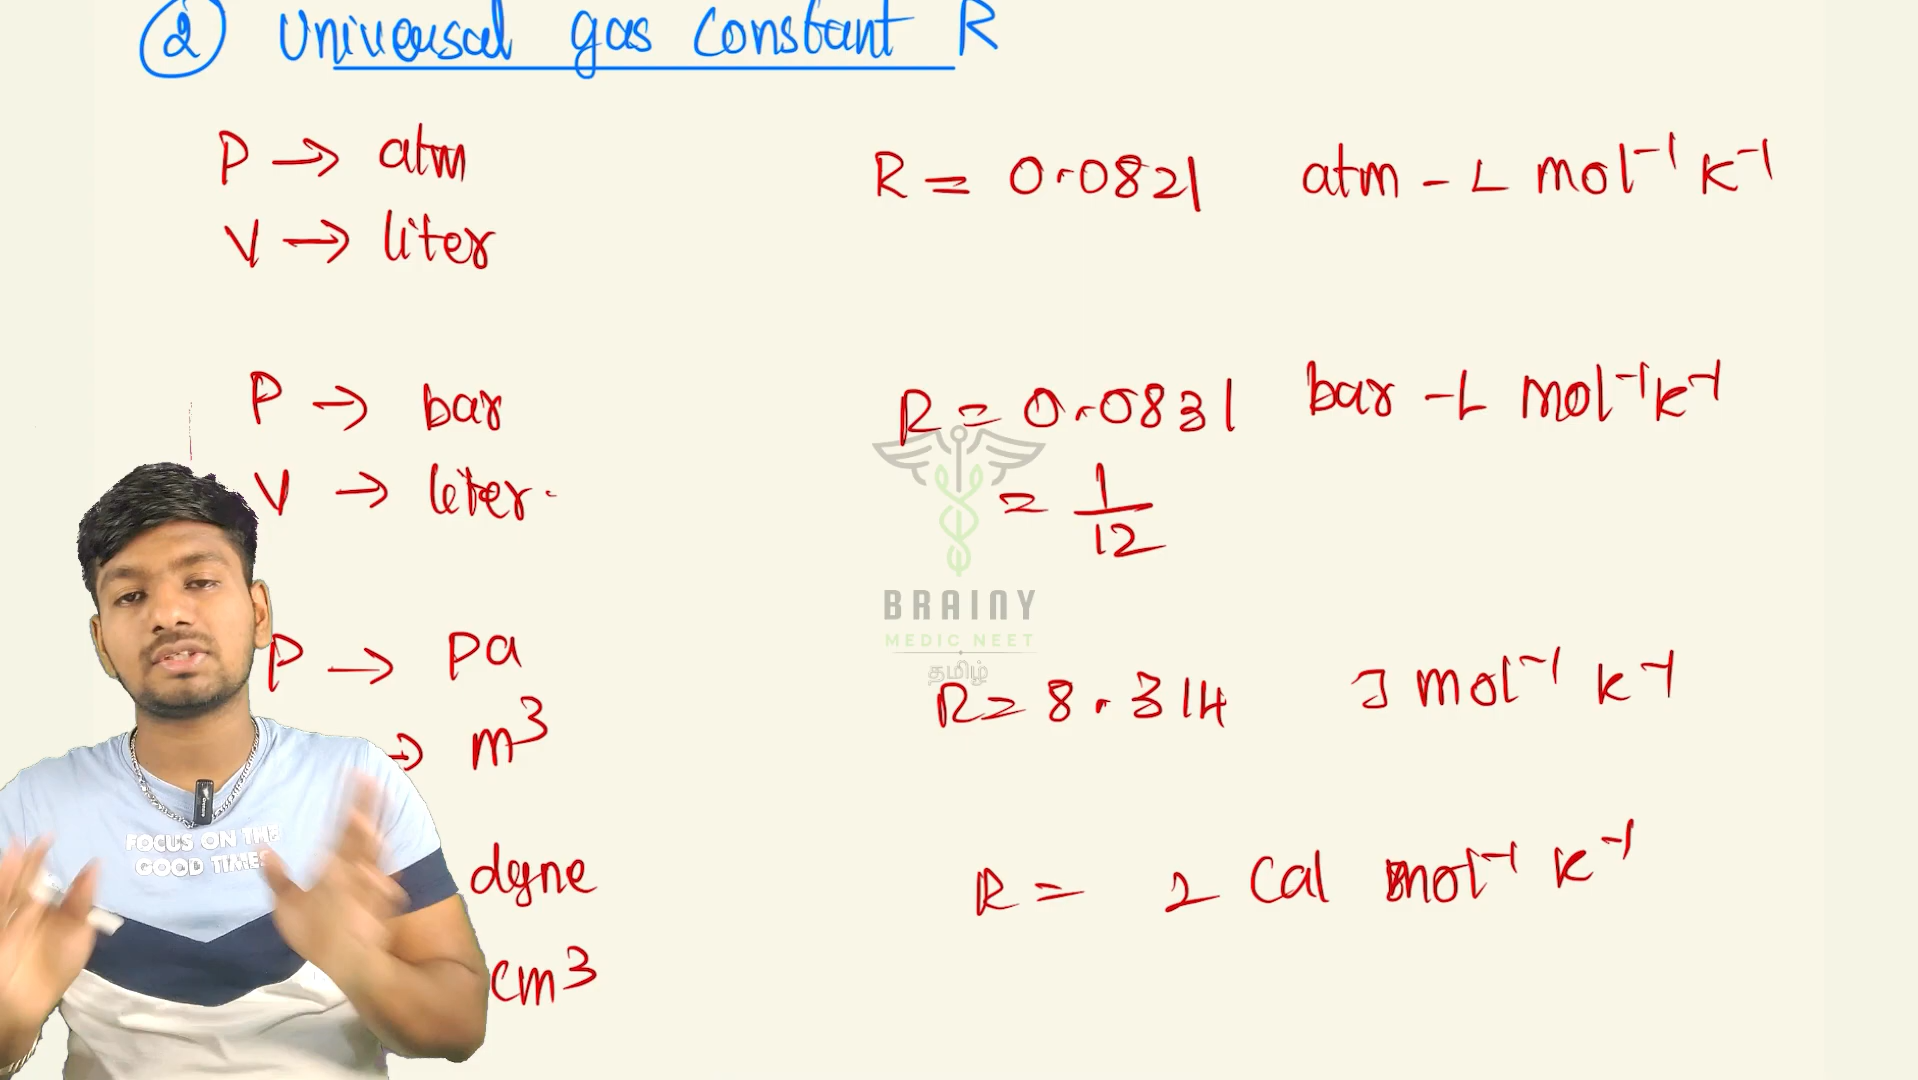 ② Universal gas constant R
P → atm
R = 0.0821 atm - L mol⁻¹ K⁻¹
V → liter
P → bar
R = 0.0831 bar - L mol⁻¹ K⁻¹
V → liter.
= 1/12
BRAINY
MEDIC NEET
தமிழ்
P → Pa
R = 8.314 J mol⁻¹ K⁻¹
→ m³
FOCUS ON THE
GOOD TIMES
dyne
R = 2 Cal mol⁻¹ K⁻¹
cm³